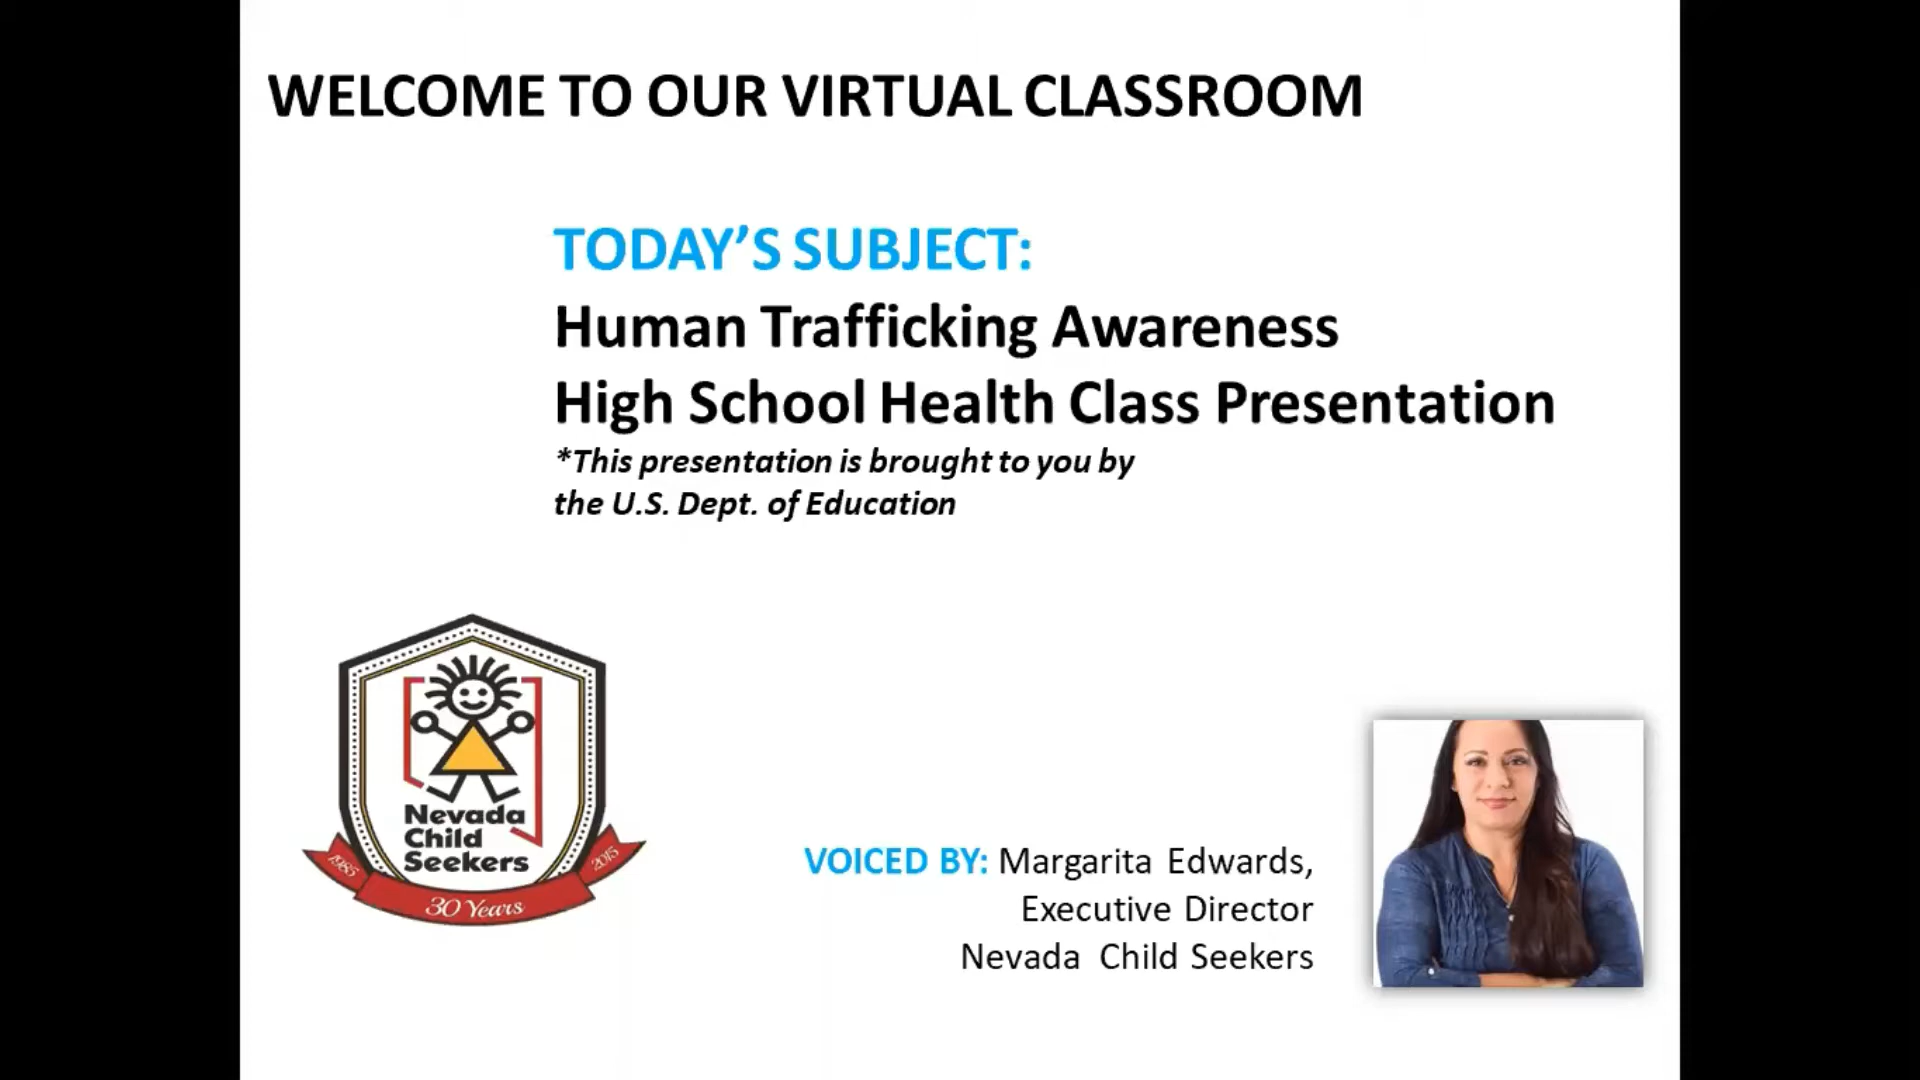 WELCOME TO OUR VIRTUAL CLASSROOM
TODAY’S SUBJECT:
Human Trafficking Awareness
High School Health Class Presentation
*This presentation is brought to you by
the U.S. Dept. of Education
Nevada
Child
Seekers
1985
2015
30 Years
VOICED BY: Margarita Edwards,
Executive Director
Nevada Child Seekers